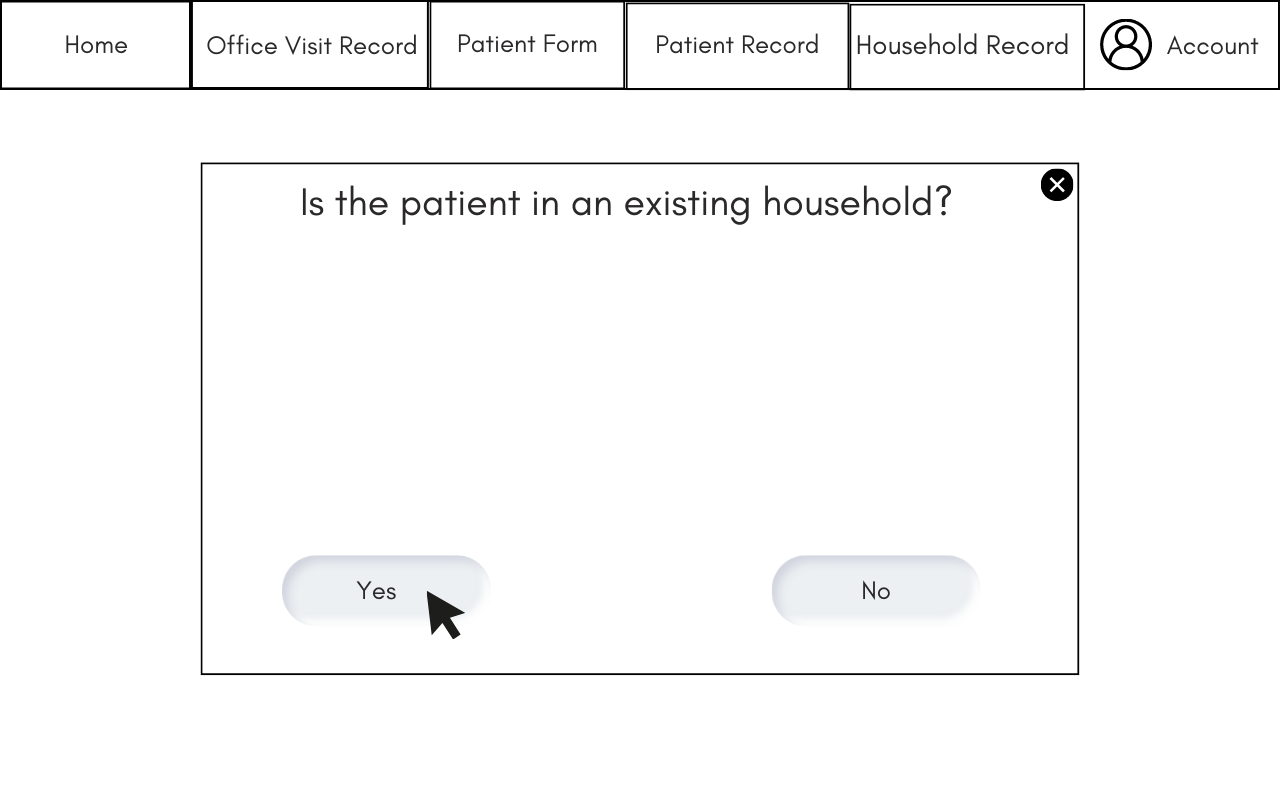 Home
Office Visit Record
Patient Form
Patient Record
Household Record
Account
Is the patient in an existing household?
Yes
No